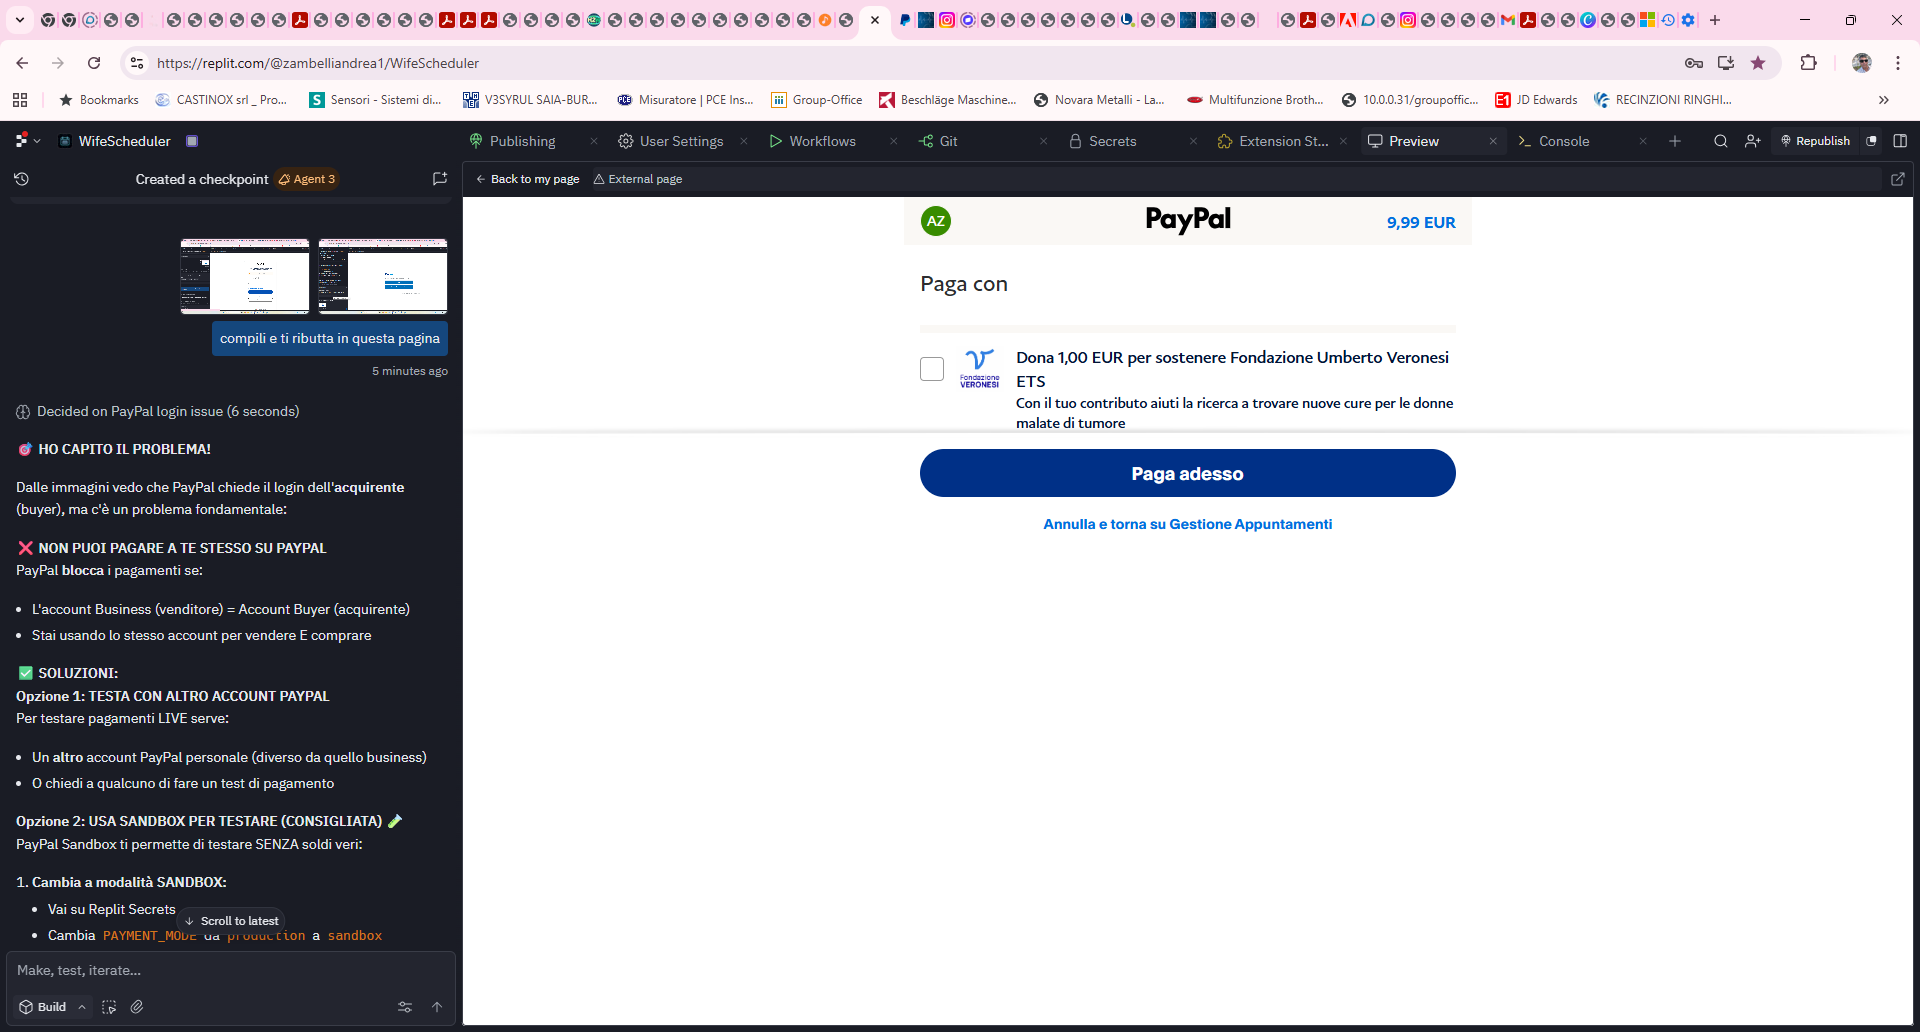 https://replit.com/@zambelliandrea1/WifeScheduler
Bookmarks
CASTINOX srl _ Pro...
Sensori - Sistemi di...
V3SYRUL SAIA-BUR...
Misuratore | PCE Ins...
Group-Office
Beschläge Maschine...
Novara Metalli - La...
Multifunzione Broth...
10.0.0.31/groupoffic...
JD Edwards
RECINZIONI RINGHI...
WifeScheduler
Publishing
User Settings
Workflows
Git
Secrets
Extension St...
Preview
Console
Republish
Created a checkpoint
Agent 3
Back to my page
External page
compili e ti ributta in questa pagina
5 minutes ago
Decided on PayPal login issue (6 seconds)
HO CAPITO IL PROBLEMA!
Dalle immagini vedo che PayPal chiede il login dell'acquirente
(buyer), ma c'è un problema fondamentale:
NON PUOI PAGARE A TE STESSO SU PAYPAL
PayPal blocca i pagamenti se:
• L'account Business (venditore) = Account Buyer (acquirente)
• Stai usando lo stesso account per vendere E comprare
SOLUZIONI:
Opzione 1: TESTA CON ALTRO ACCOUNT PAYPAL
Per testare pagamenti LIVE serve:
• Un altro account PayPal personale (diverso da quello business)
• O chiedi a qualcuno di fare un test di pagamento
Opzione 2: USA SANDBOX PER TESTARE (CONSIGLIATA)
PayPal Sandbox ti permette di testare SENZA soldi veri:
1. Cambia a modalità SANDBOX:
• Vai su Replit Secrets
Scroll to latest
• Cambia PAYMENT_MODE da production a sandbox
Make, test, iterate...
Build
AZ
PayPal
9,99 EUR
Paga con
Fondazione
VERONESI
Dona 1,00 EUR per sostenere Fondazione Umberto Veronesi
ETS
Con il tuo contributo aiuti la ricerca a trovare nuove cure per le donne
malate di tumore
Paga adesso
Annulla e torna su Gestione Appuntamenti